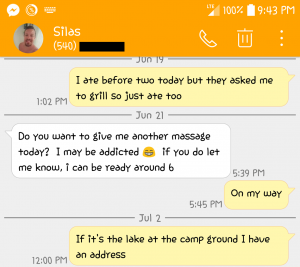 100% 9:43 PM
Silas
(540)
Jun 19
I ate before two today but they asked me
to grill so just ate too
1:02 PM
Jun 21
Do you want to give me another massage
today? I may be addicted 😂 if you do let
me know, i can be ready around 6
5:39 PM
On my way
5:45 PM
Jul 2
If it's the lake at the camp ground I have
an address
12:00 PM